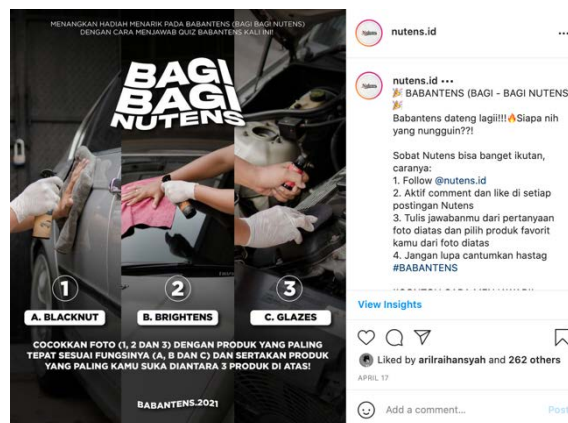 MENANGKAN HADIAH MENARIK PADA BABANTENS (BAGI BAGI NUTENS)
DENGAN CARA MENJAWAB QUIZ BABANTENS KALI INI!
BAGI
BAGI
NUTENS
1
2
3
A. BLACKNUT
B. BRIGHTENS
C. GLAZES
COCOKKAN FOTO (1, 2 DAN 3) DENGAN PRODUK YANG PALING
TEPAT SESUAI FUNGSINYA (A, B DAN C) DAN SERTAKAN PRODUK
YANG PALING KAMU SUKA DIANTARA 3 PRODUK DI ATAS!
BABANTENS.2021
nutens.id
nutens.id •••
🎉 BABANTENS (BAGI - BAGI NUTENS)
🎉
Babantens dateng lagii!!!🔥Siapa nih
yang nungguin??!
Sobat Nutens bisa banget ikutan,
caranya:
1. Follow @nutens.id
2. Aktif comment dan like di setiap
postingan Nutens
3. Tulis jawabanmu dari pertanyaan
foto diatas dan pilih produk favorit
kamu dari foto diatas
4. Jangan lupa cantumkan hastag
#BABANTENS
View Insights
Liked by arilraihansyah and 262 others
APRIL 17
Add a comment...
Post